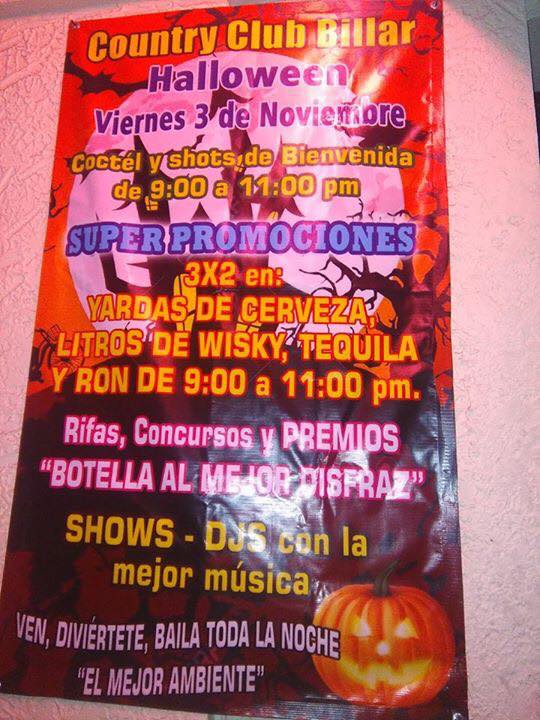 Country Club Billar
Halloween
Viernes 3 de Noviembre
Coctél y shots de Bienvenida
de 9:00 a 11:00 pm
SUPER PROMOCIONES
3X2 en:
YARDAS DE CERVEZA,
LITROS DE WISKY, TEQUILA
Y RON DE 9:00 a 11:00 pm.
Rifas, Concursos y PREMIOS
“BOTELLA AL MEJOR DISFRAZ”
SHOWS - DJS con la
mejor música
VEN, DIVIÉRTETE, BAILA TODA LA NOCHE
“EL MEJOR AMBIENTE”